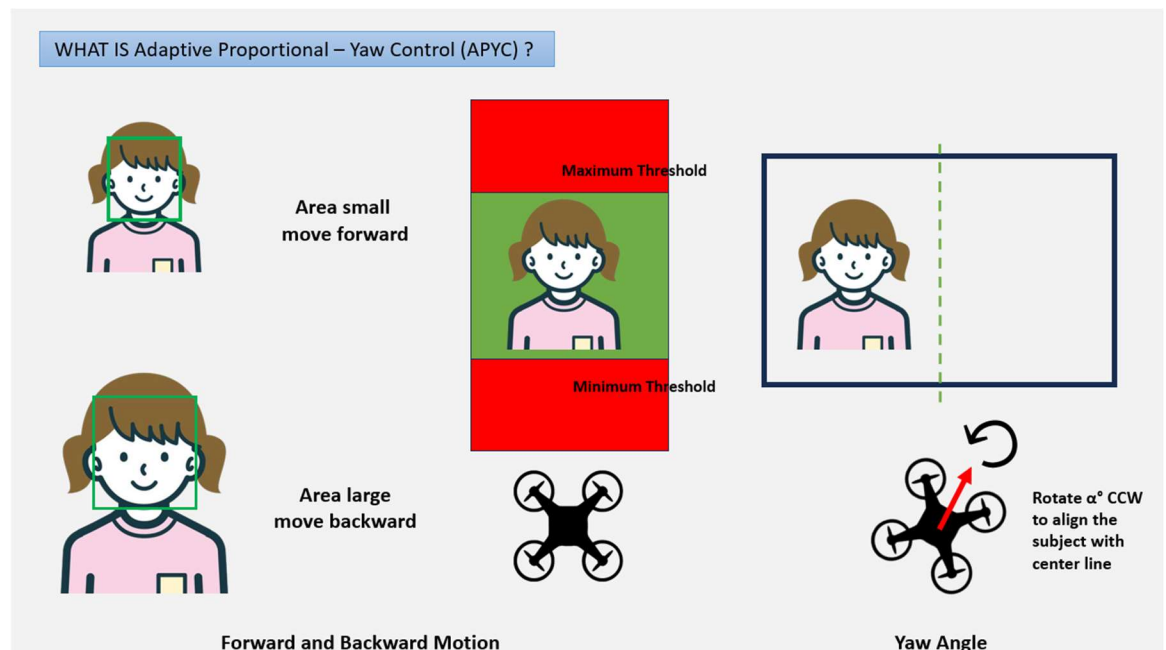 WHAT IS Adaptive Proportional – Yaw Control (APYC) ?
Area small
move forward
Maximum Threshold
Minimum Threshold
Area large
move backward
Rotate α° CCW
to align the
subject with
center line
Forward and Backward Motion
Yaw Angle